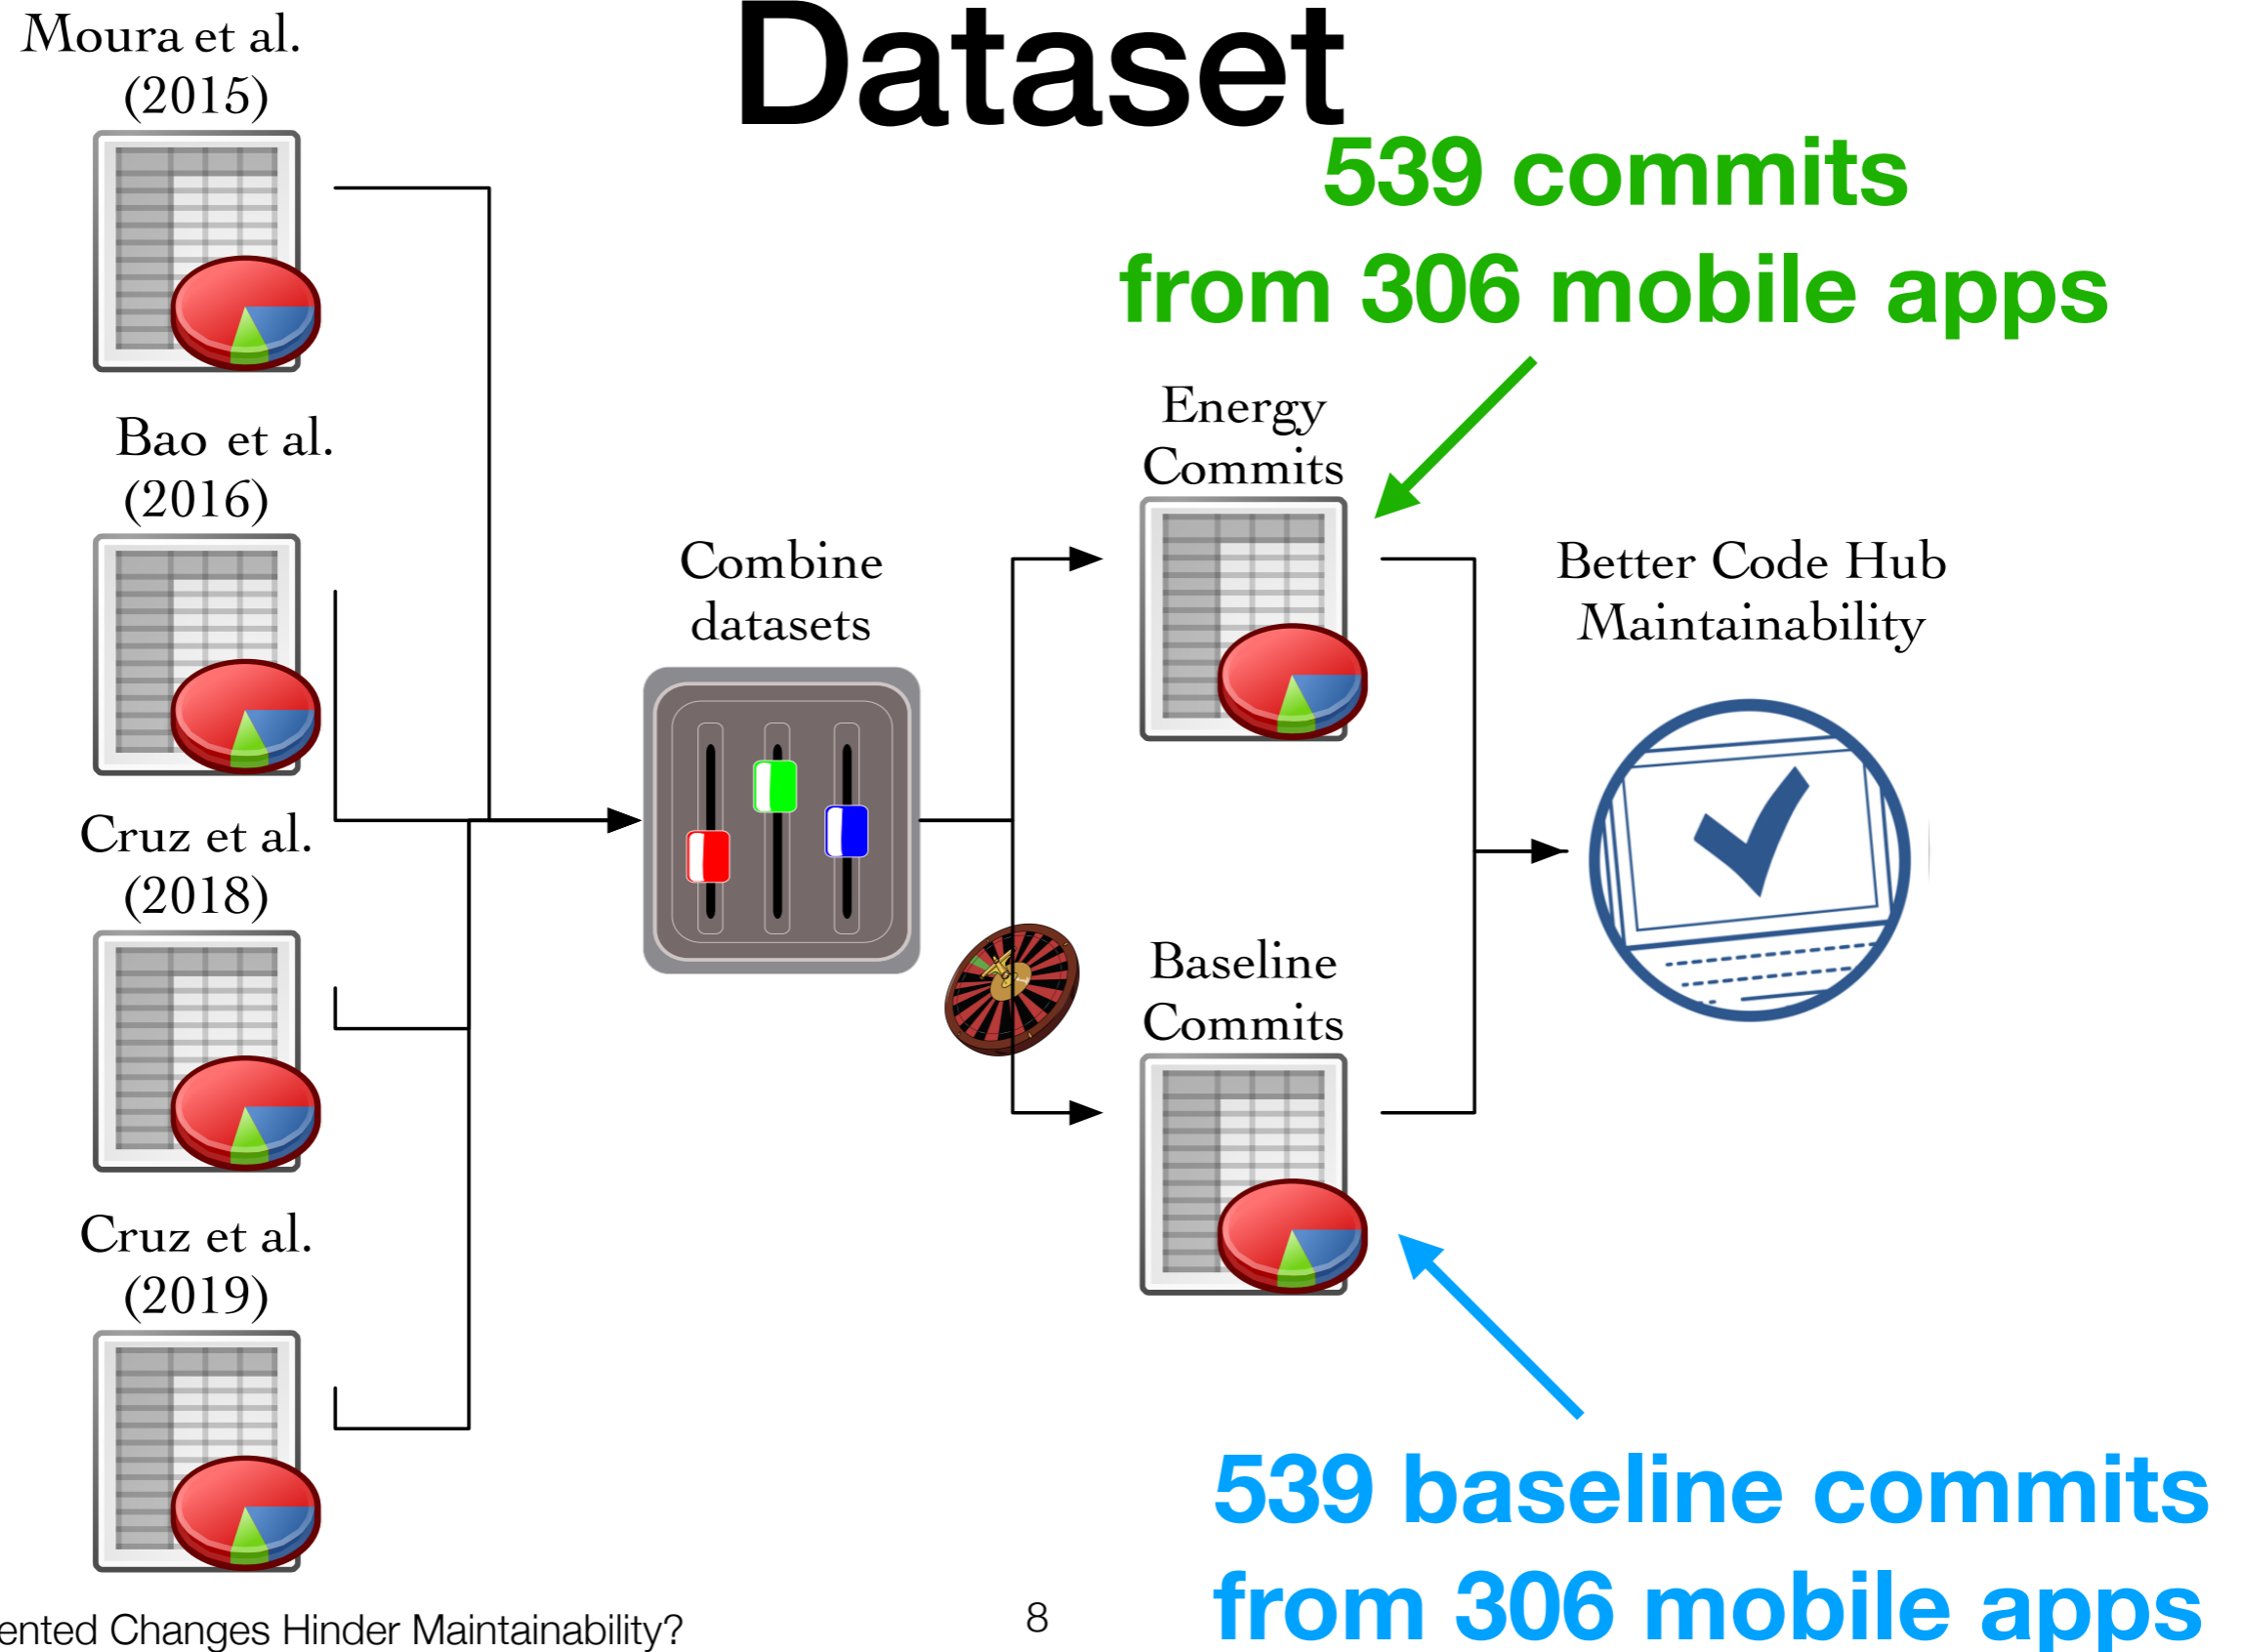 Dataset
Moura et al.
(2015)
Bao et al.
(2016)
Cruz et al.
(2018)
Cruz et al.
(2019)
Combine
datasets
539 commits
from 306 mobile apps
Energy
Commits
Baseline
Commits
Better Code Hub
Maintainability
539 baseline commits
from 306 mobile apps
Changes Hinder Maintainability?
8